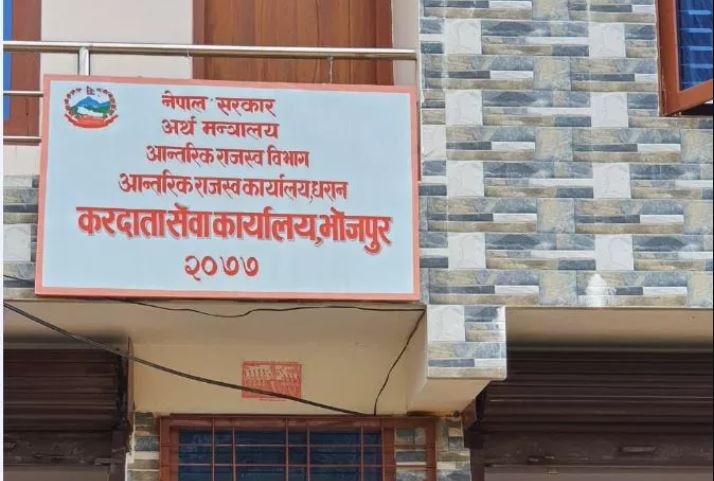 नेपाल सरकार
अर्थ मन्त्रालय
आन्तरिक राजस्व विभाग
आन्तरिक राजस्व कार्यालय,धरान
करदाता सेवा कार्यालय,भोजपुर
२०७७